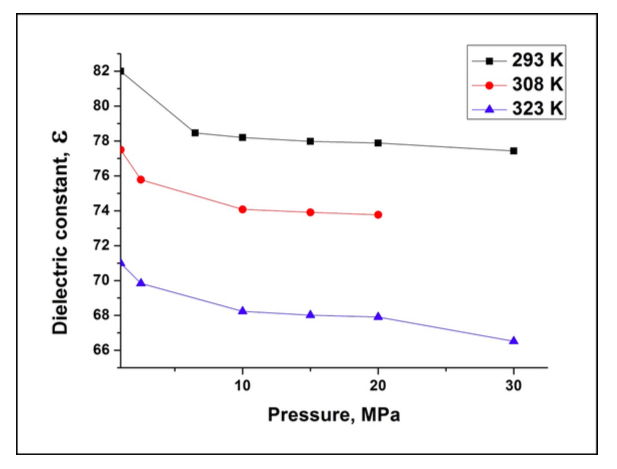 293 K
308 K
323 K
Dielectric constant, ε
82
80
78
76
74
72
70
68
66
10
20
30
Pressure, MPa